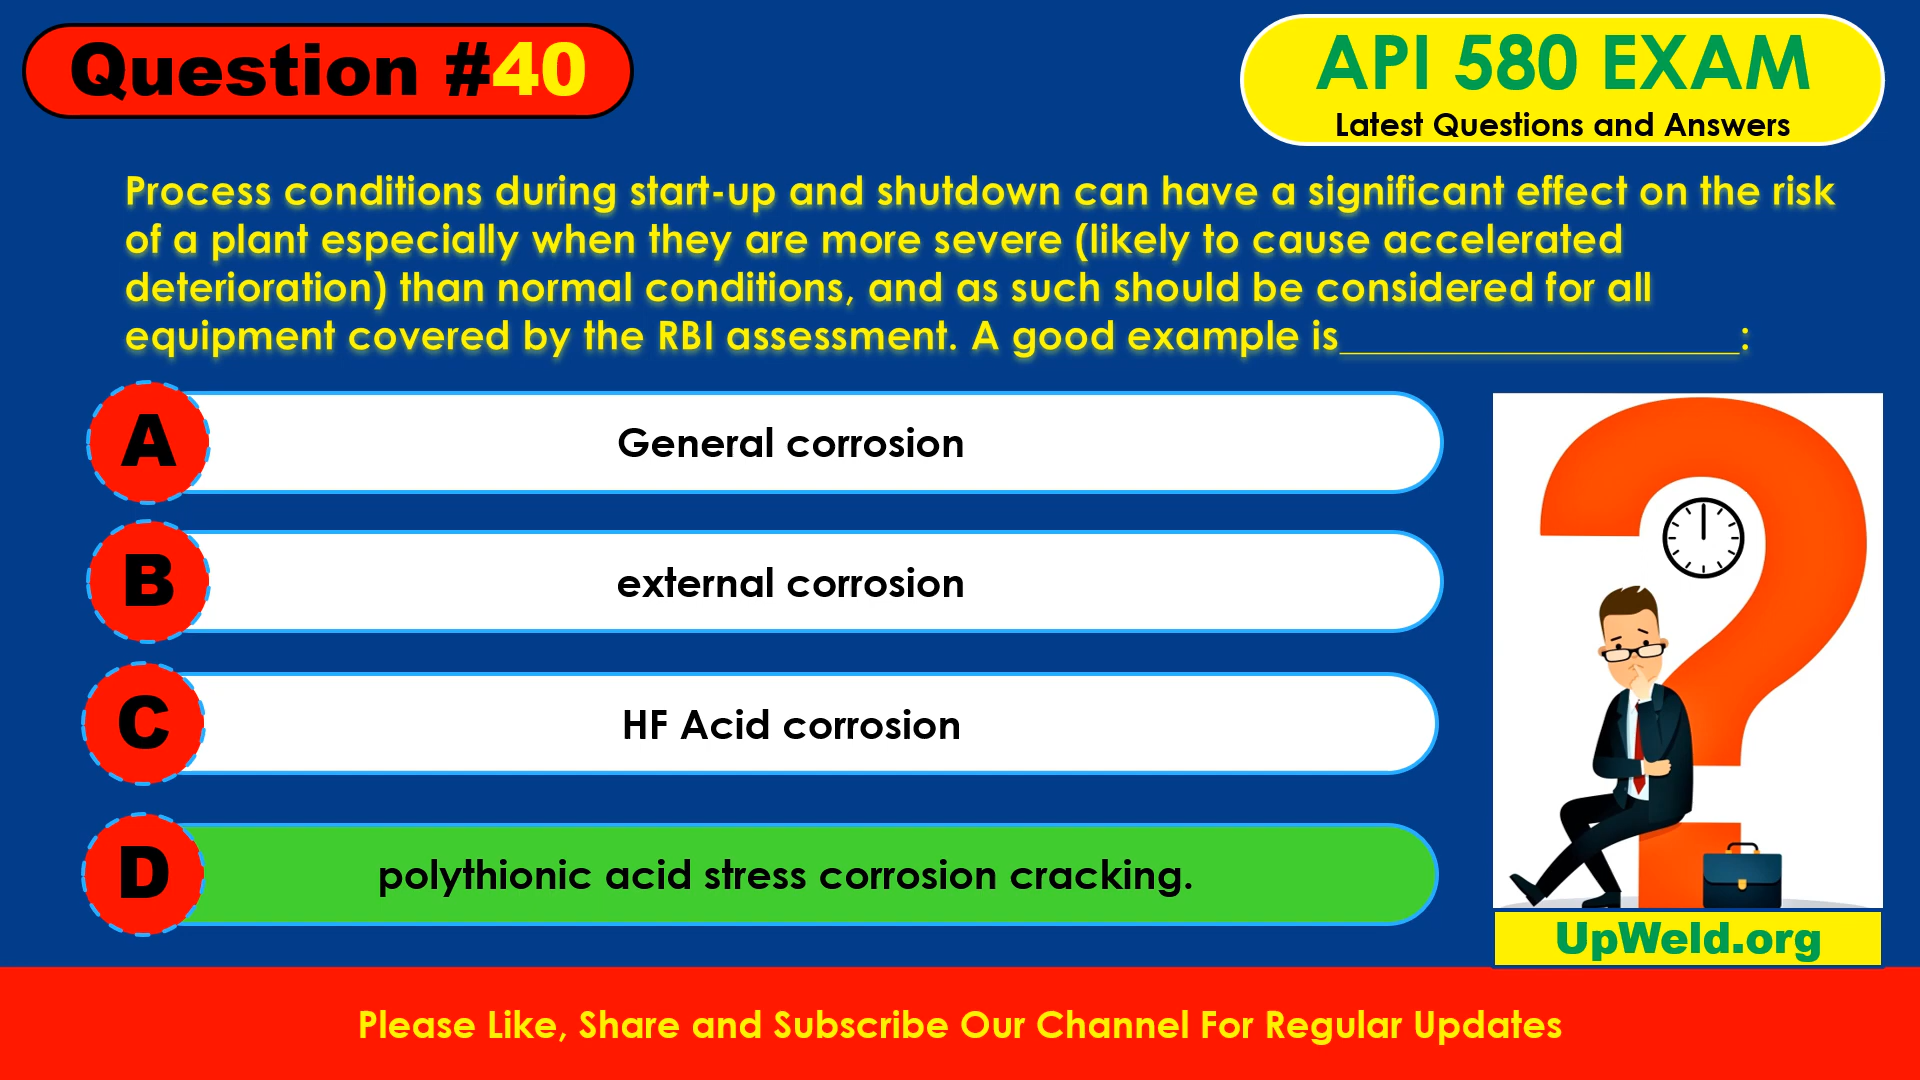 Question #40
API 580 EXAM
Latest Questions and Answers
Process conditions during start-up and shutdown can have a significant effect on the risk
of a plant especially when they are more severe (likely to cause accelerated
deterioration) than normal conditions, and as such should be considered for all
equipment covered by the RBI assessment. A good example is____________________:
A
General corrosion
B
external corrosion
C
HF Acid corrosion
D
polythionic acid stress corrosion cracking.
UpWeld.org
Please Like, Share and Subscribe Our Channel For Regular Updates